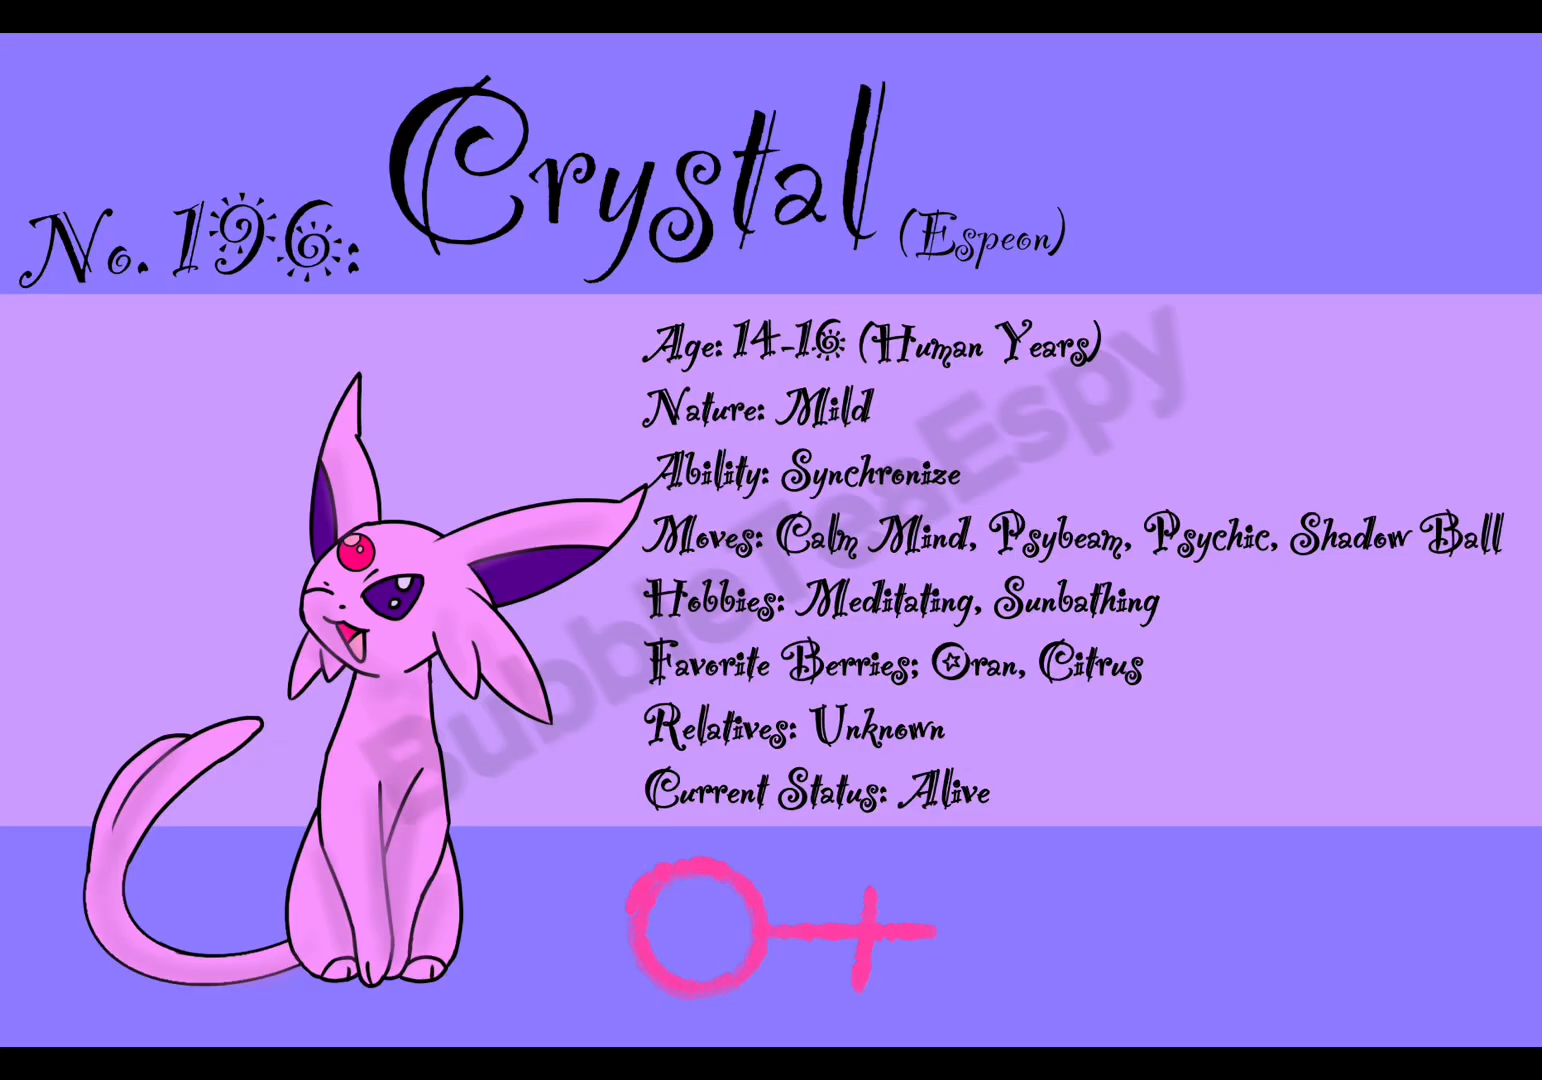 No. 196: Crystal (Espeon)
Age: 14-16 (Human Years)
Nature: Mild
Ability: Synchronize
Moves: Calm Mind, Psybeam, Psychic, Shadow Ball
Hobbies: Meditating, Sunbathing
Favorite Berries; Oran, Citrus
Relatives: Unknown
Current Status: Alive
BubbleTeaEspy